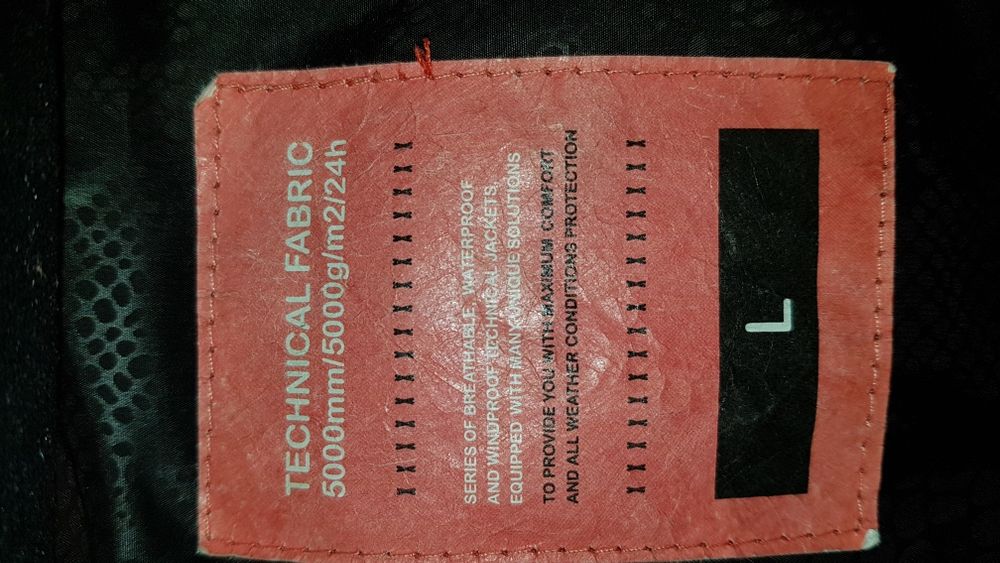 TECHNICAL FABRIC
5000mm/5000g/m2/24h
X X X X X X X X X X X X X X X X
SERIES OF BREATHABLE, WATERPROOF
AND WINDPROOF TECHNICAL JACKETS,
EQUIPPED WITH MANY UNIQUE SOLUTIONS
TO PROVIDE YOU WITH MAXIMUM COMFORT
AND ALL WEATHER CONDITIONS PROTECTION
X X X X X X X X X X X X X X X X
L